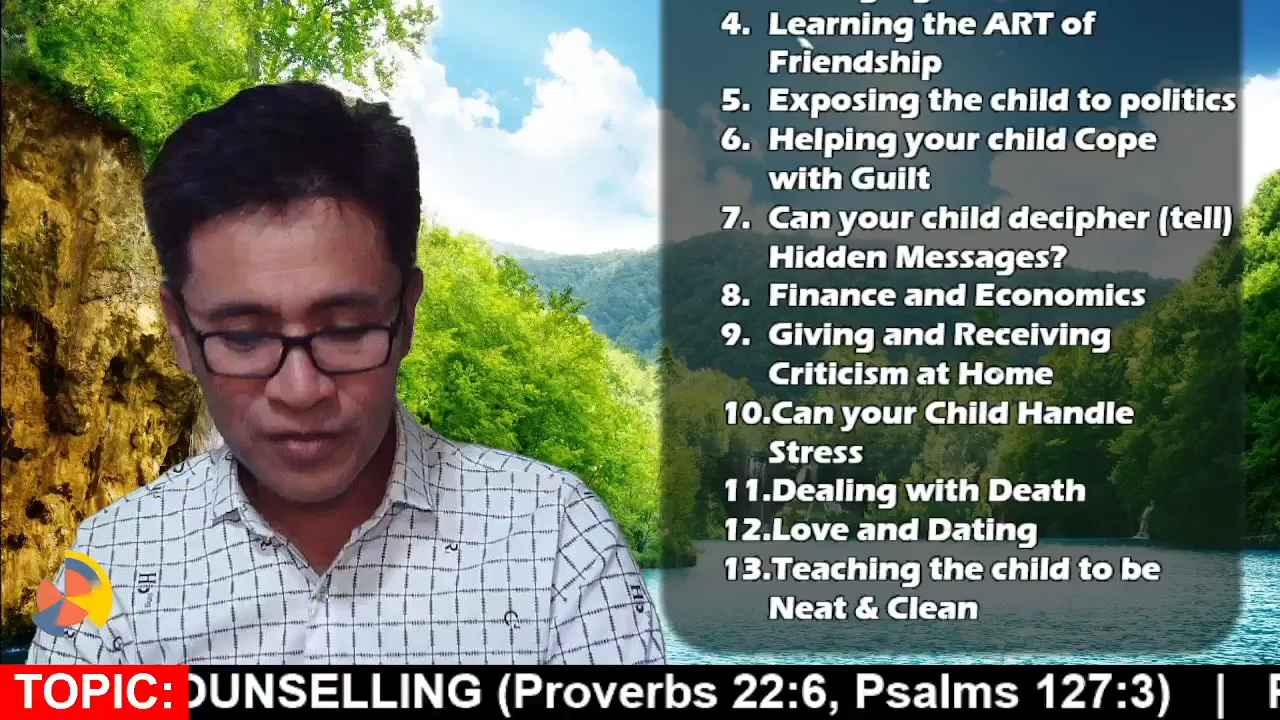 4. Learning the ART of
Friendship
5. Exposing the child to politics
6. Helping your child Cope
with Guilt
7. Can your child decipher (tell)
Hidden Messages?
8. Finance and Economics
9. Giving and Receiving
Criticism at Home
10.Can your Child Handle
Stress
11.Dealing with Death
12.Love and Dating
13.Teaching the child to be
Neat & Clean
TOPIC: OUNSELLING (Proverbs 22:6, Psalms 127:3) |